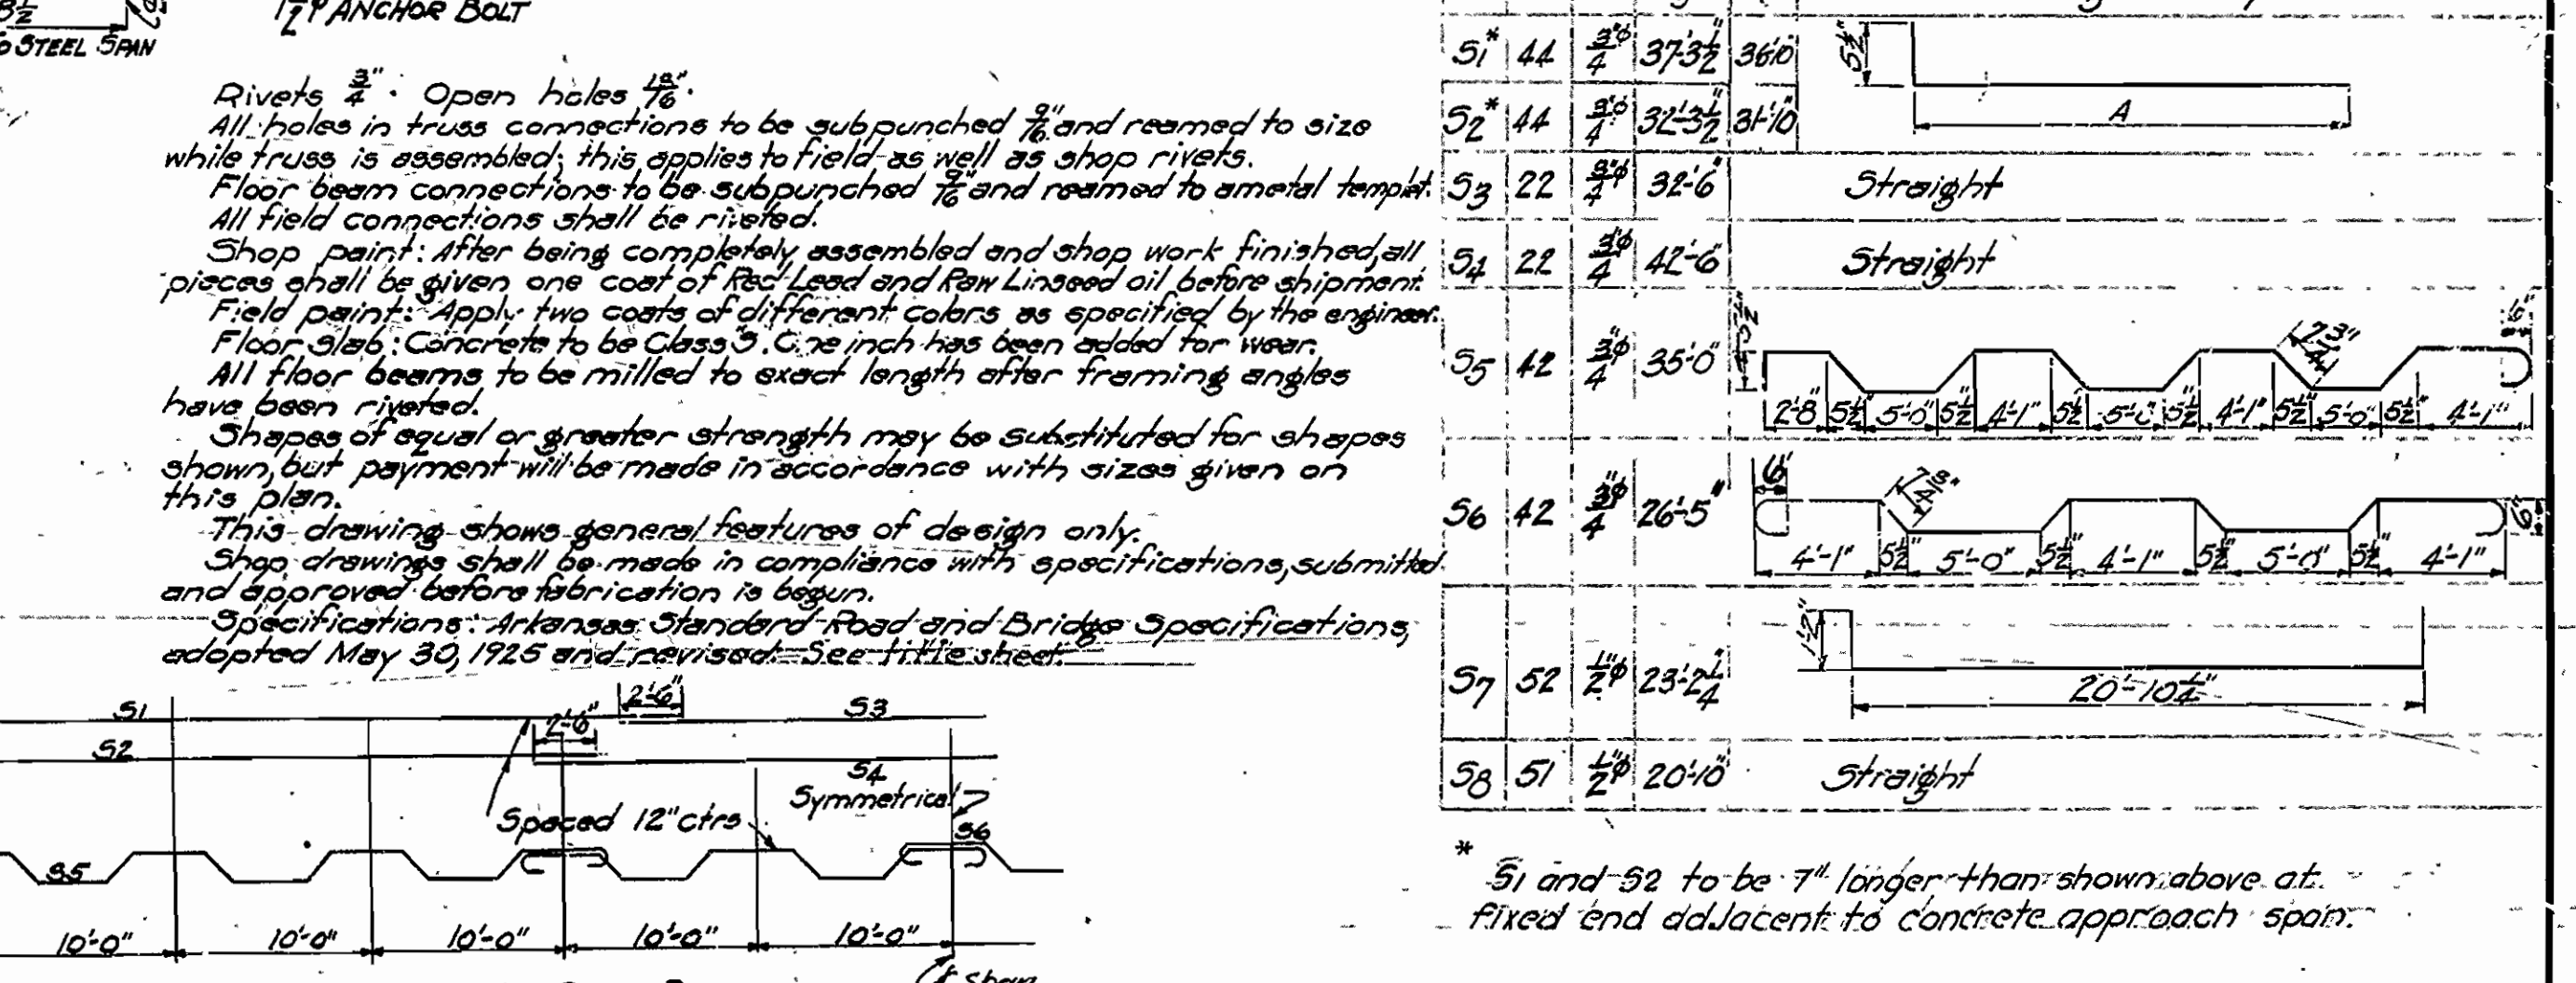 1½"φ ANCHOR BOLT
TO STEEL SPAN
Rivets 3/4". Open holes 13/16".
All holes in truss connections to be subpunched 9/16" and reamed to size
while truss is assembled; this applies to field as well as shop rivets.
Floor beam connections to be subpunched 9/16" and reamed to a metal templet.
All field connections shall be riveted.
Shop paint: After being completely assembled and shop work finished, all
pieces shall be given one coat of Red Lead and Raw Linseed oil before shipment.
Field paint: Apply two coats of different colors as specified by the engineer.
Floor Slab: Concrete to be Class S. One inch has been added for wear.
All floor beams to be milled to exact length after framing angles
have been riveted.
Shapes of equal or greater strength may be substituted for shapes
shown, but payment will be made in accordance with sizes given on
this plan.
This drawing shows general features of design only.
Shop drawings shall be made in compliance with specifications, submitted
and approved before fabrication is begun.
Specifications: Arkansas Standard Road and Bridge Specifications,
adopted May 30, 1925 and revised. See title sheet.
S1 2'-6" S3
S2 2'-6" S4
Symmetrical
Spaced 12" ctrs
S5 S6
10'-0" 10'-0" 10'-0" 10'-0" 10'-0"
Span
S1* 44 3/4"φ 37'-3½" 36'-10" 5½"
S2* 44 3/4"φ 32'-3½" 31'-10" A
S3 22 3/4"φ 32'-6" Straight
S4 22 3/4"φ 42'-6" Straight
S5 42 3/4"φ 35'-0" 6"
2'-8" 5½" 5'-0" 5½" 4'-1" 5½" 5'-0" 5½" 4'-1" 5½" 5'-0" 5½" 4'-1"
S6 42 3/4"φ 26'-5" 6" 6"
4'-1" 5½" 5'-0" 5½" 4'-1" 5½" 5'-0" 5½" 4'-1"
S7 52 ½"φ 23'-2¼" 1'-2" 20'-10¼"
S8 51 ½"φ 20'-10" Straight
* S1 and S2 to be 7" longer than shown above at
fixed end adjacent to concrete approach span.